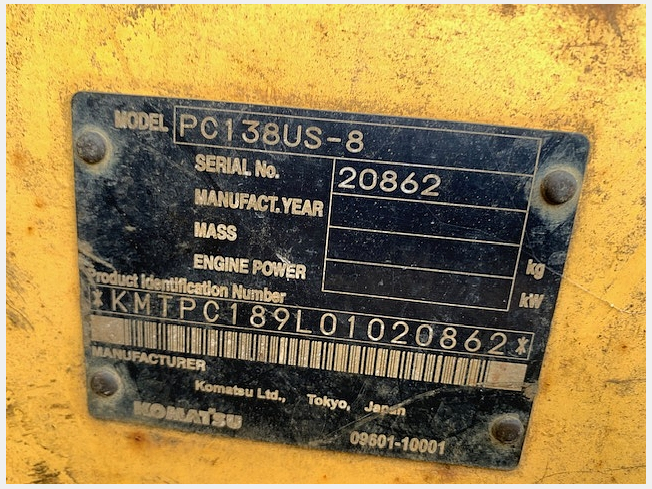 MODEL PC138US-8
SERIAL No. 20862
MANUFACT.YEAR
MASS kg
ENGINE POWER kW
Product Identification Number
*KMTPC189L01020862*
MANUFACTURER
Komatsu Ltd., Tokyo, Japan
KOMATSU 09601-10001